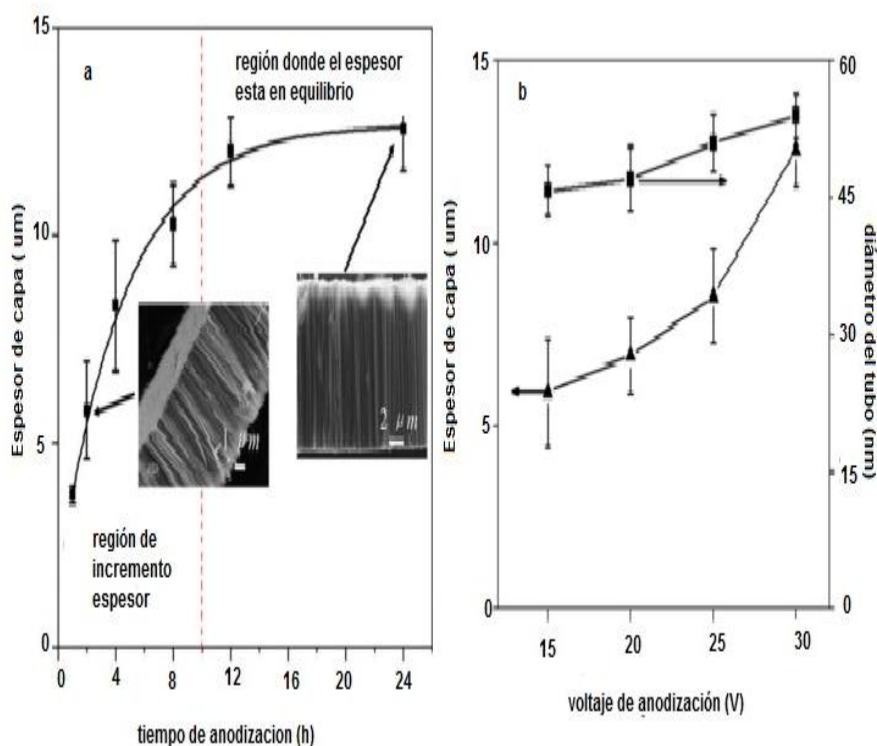 15
a
región donde el espesor
esta en equilibrio
10
Espesor de capa ( um)
5
1 μm
2 μm
región de
incremento
espesor
0
0 4 8 12 16 20 24
tiempo de anodizacion (h)
15
b
60
10
Espesor de capa ( um)
45
diámetro del tubo (nm)
30
5
15
0
0
15 20 25 30
voltaje de anodización (V)